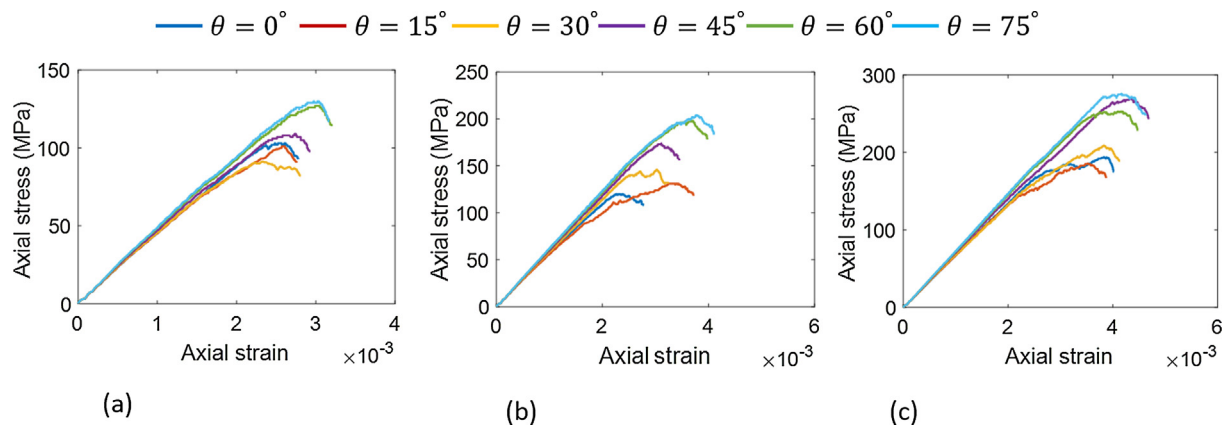 θ = 0° θ = 15° θ = 30° θ = 45° θ = 60° θ = 75°
150
100
50
0
Axial stress (MPa)
0 1 2 3 4
Axial strain ×10-3
(a)
250
200
150
100
50
0
Axial stress (MPa)
0 2 4 6
Axial strain ×10-3
(b)
300
200
100
0
Axial stress (MPa)
0 2 4 6
Axial strain ×10-3
(c)